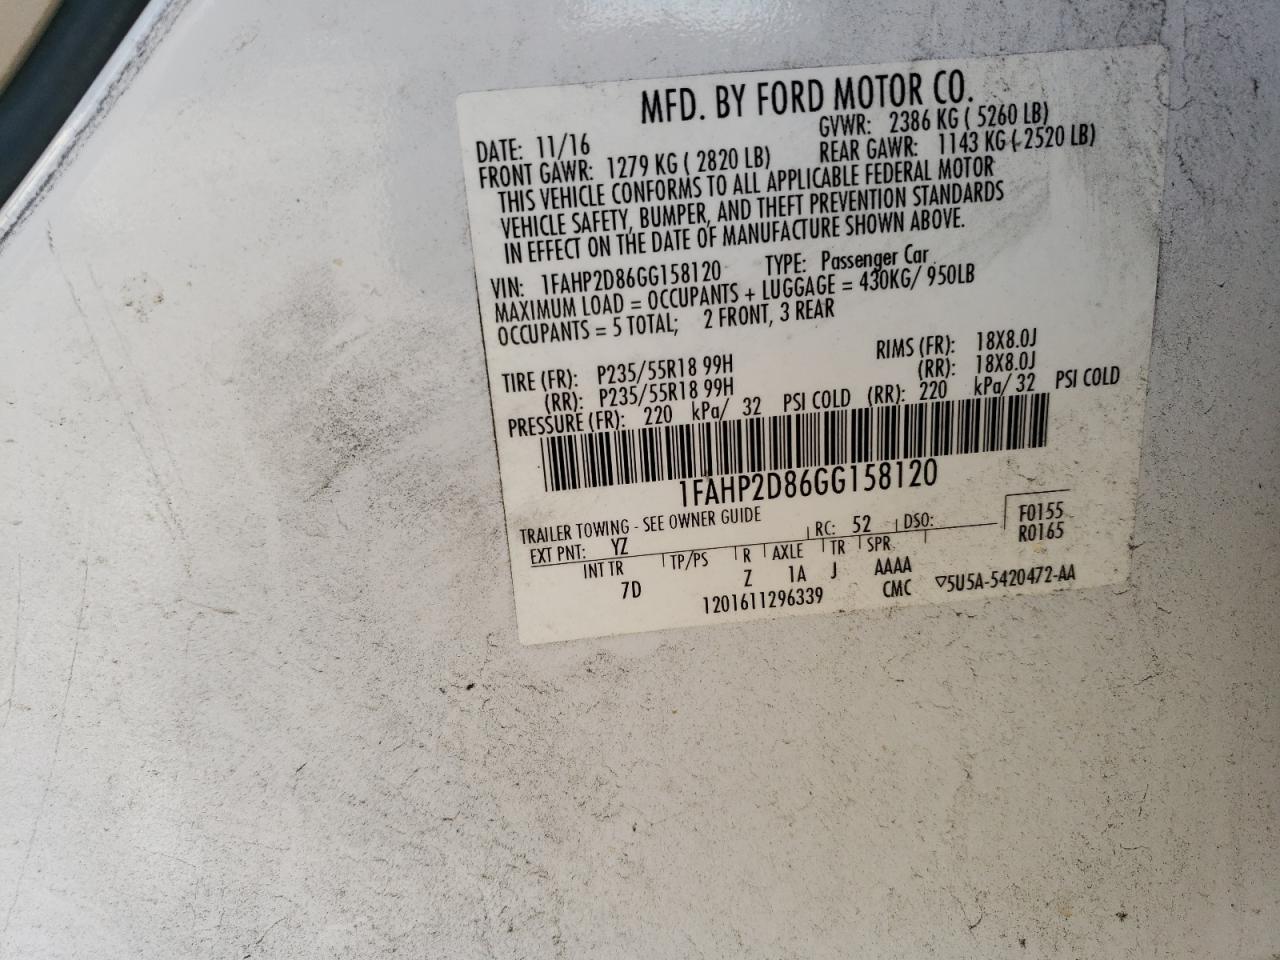 MFD. BY FORD MOTOR CO.
DATE: 11/16 GVWR: 2386 KG ( 5260 LB)
FRONT GAWR: 1279 KG ( 2820 LB) REAR GAWR: 1143 KG ( 2520 LB)
THIS VEHICLE CONFORMS TO ALL APPLICABLE FEDERAL MOTOR
VEHICLE SAFETY, BUMPER, AND THEFT PREVENTION STANDARDS
IN EFFECT ON THE DATE OF MANUFACTURE SHOWN ABOVE.
VIN: 1FAHP2D86GG158120 TYPE: Passenger Car
MAXIMUM LOAD = OCCUPANTS + LUGGAGE = 430KG/ 950LB
OCCUPANTS = 5 TOTAL; 2 FRONT, 3 REAR
TIRE (FR): P235/55R18 99H RIMS (FR): 18X8.0J
(RR): P235/55R18 99H (RR): 18X8.0J
PRESSURE (FR): 220 kPa/ 32 PSI COLD (RR): 220 kPa/ 32 PSI COLD
1FAHP2D86GG158120
TRAILER TOWING - SEE OWNER GUIDE
EXT PNT: YZ RC: 52 DSO: F0155
R0165
INT TR TP/PS R AXLE TR SPR
7D Z 1A J AAAA
1201611296339 CMC ▽5U5A-5420472-AA